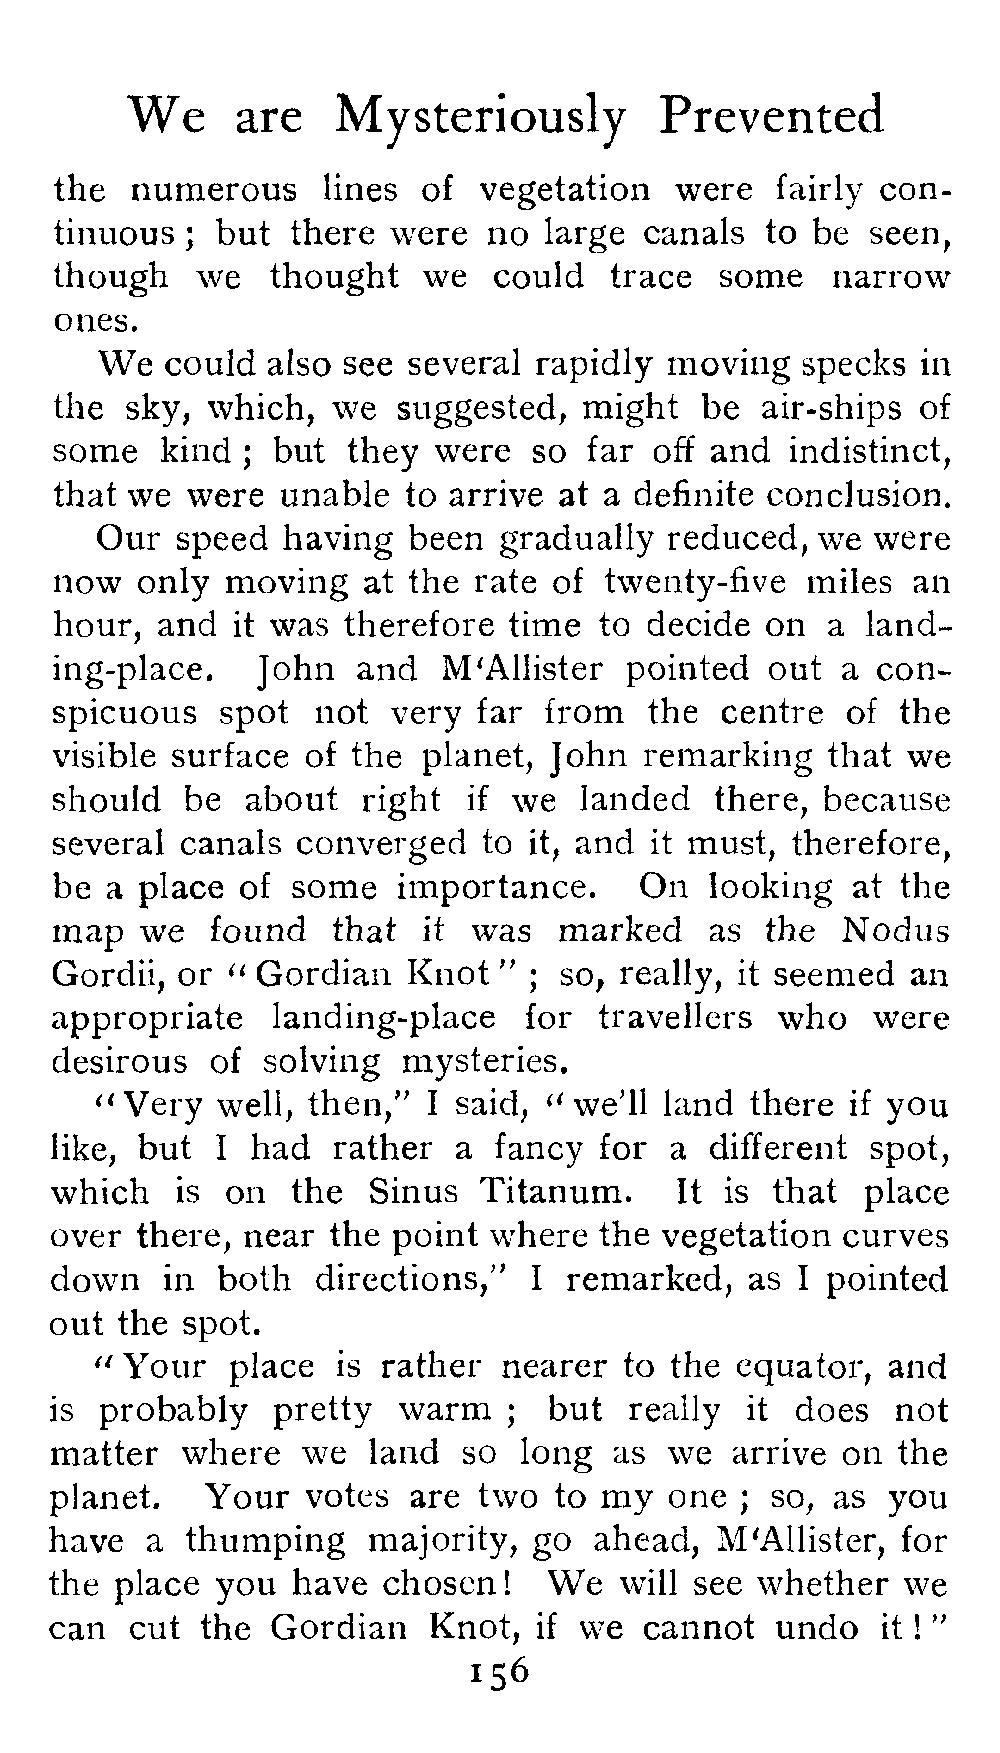 We are Mysteriously Prevented
the numerous lines of vegetation were fairly con-
tinuous ; but there were no large canals to be seen,
though we thought we could trace some narrow
ones.
We could also see several rapidly moving specks in
the sky, which, we suggested, might be air-ships of
some kind ; but they were so far off and indistinct,
that we were unable to arrive at a definite conclusion.
Our speed having been gradually reduced, we were
now only moving at the rate of twenty-five miles an
hour, and it was therefore time to decide on a land-
ing-place. John and M‘Allister pointed out a con-
spicuous spot not very far from the centre of the
visible surface of the planet, John remarking that we
should be about right if we landed there, because
several canals converged to it, and it must, therefore,
be a place of some importance. On looking at the
map we found that it was marked as the Nodus
Gordii, or “ Gordian Knot ” ; so, really, it seemed an
appropriate landing-place for travellers who were
desirous of solving mysteries.
“ Very well, then,” I said, “ we’ll land there if you
like, but I had rather a fancy for a different spot,
which is on the Sinus Titanum. It is that place
over there, near the point where the vegetation curves
down in both directions,” I remarked, as I pointed
out the spot.
“ Your place is rather nearer to the equator, and
is probably pretty warm ; but really it does not
matter where we land so long as we arrive on the
planet. Your votes are two to my one ; so, as you
have a thumping majority, go ahead, M‘Allister, for
the place you have chosen! We will see whether we
can cut the Gordian Knot, if we cannot undo it ! ”
156